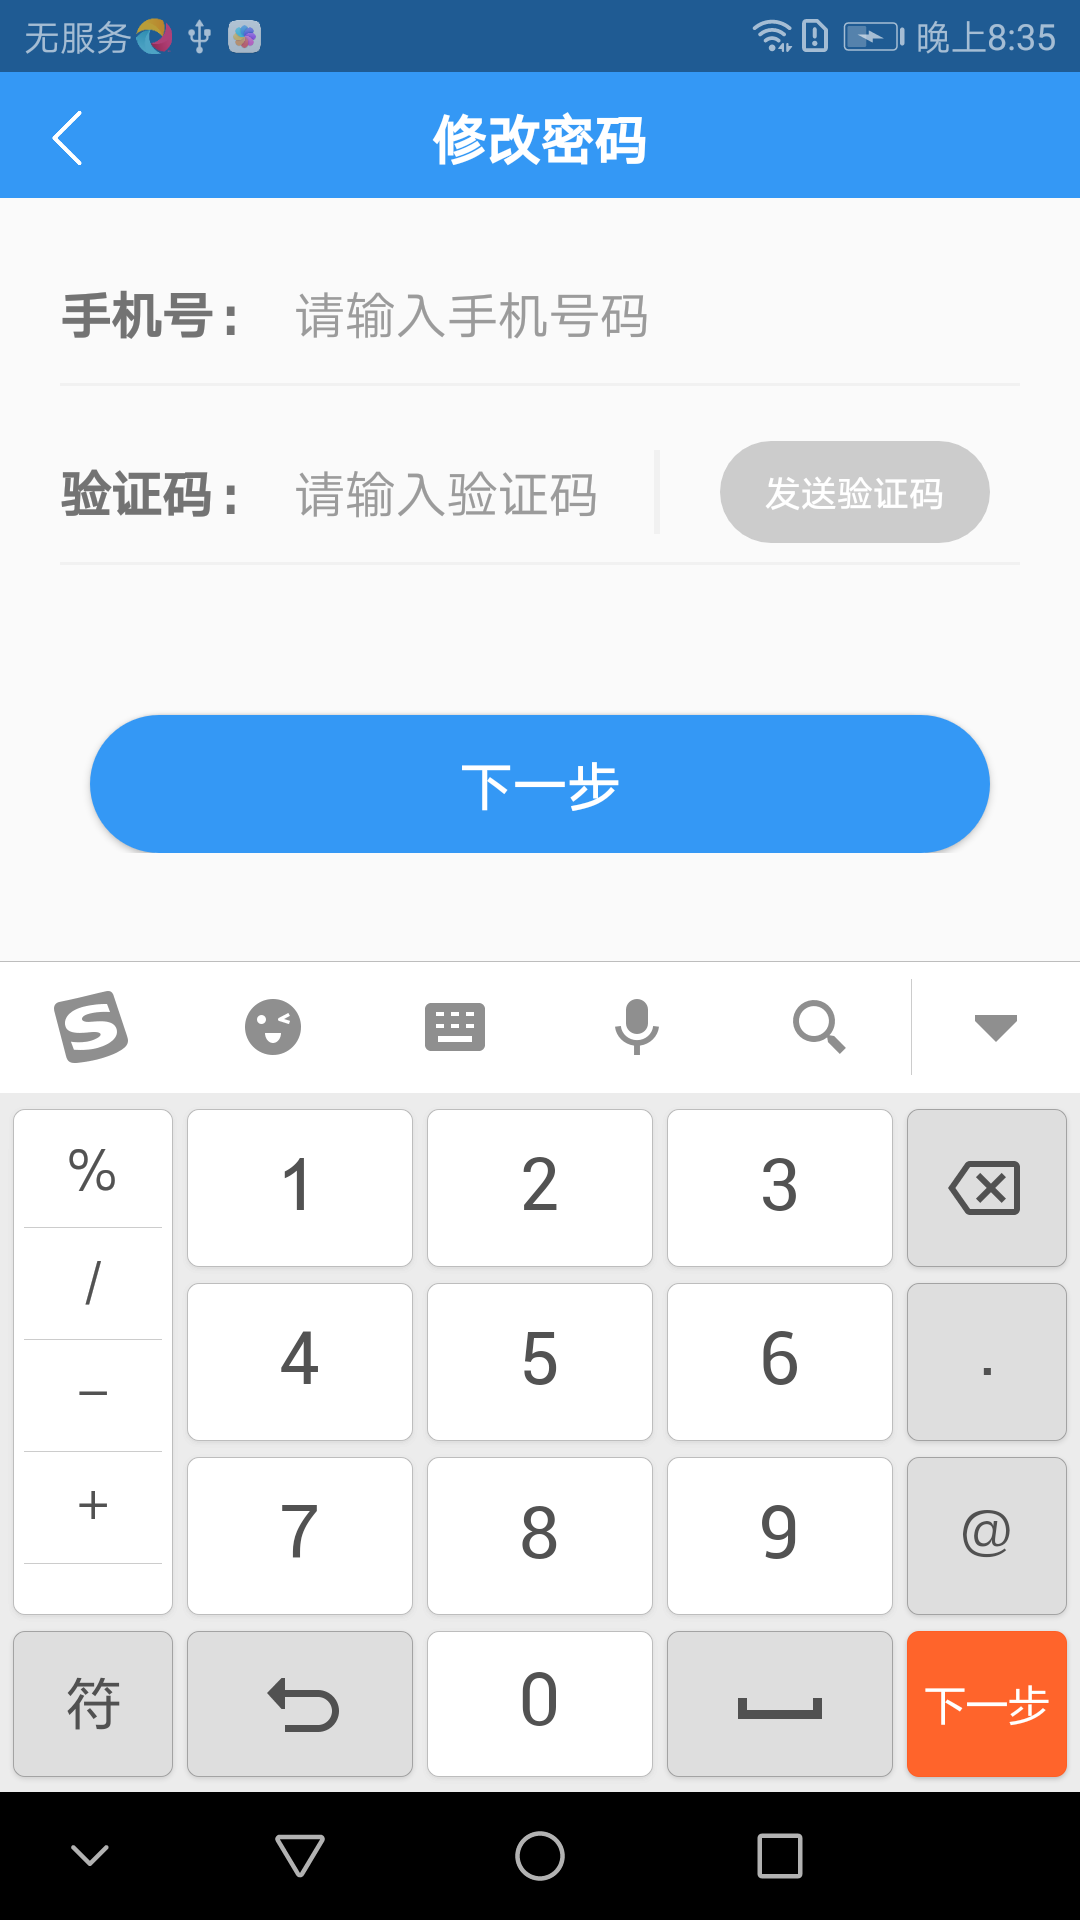 无服务 晚上8:35
修改密码
手机号: 请输入手机号码
验证码: 请输入验证码 发送验证码
下一步
% 1 2 3
/ 4 5 6 .
- 7 8 9 @
+
符 0 下一步